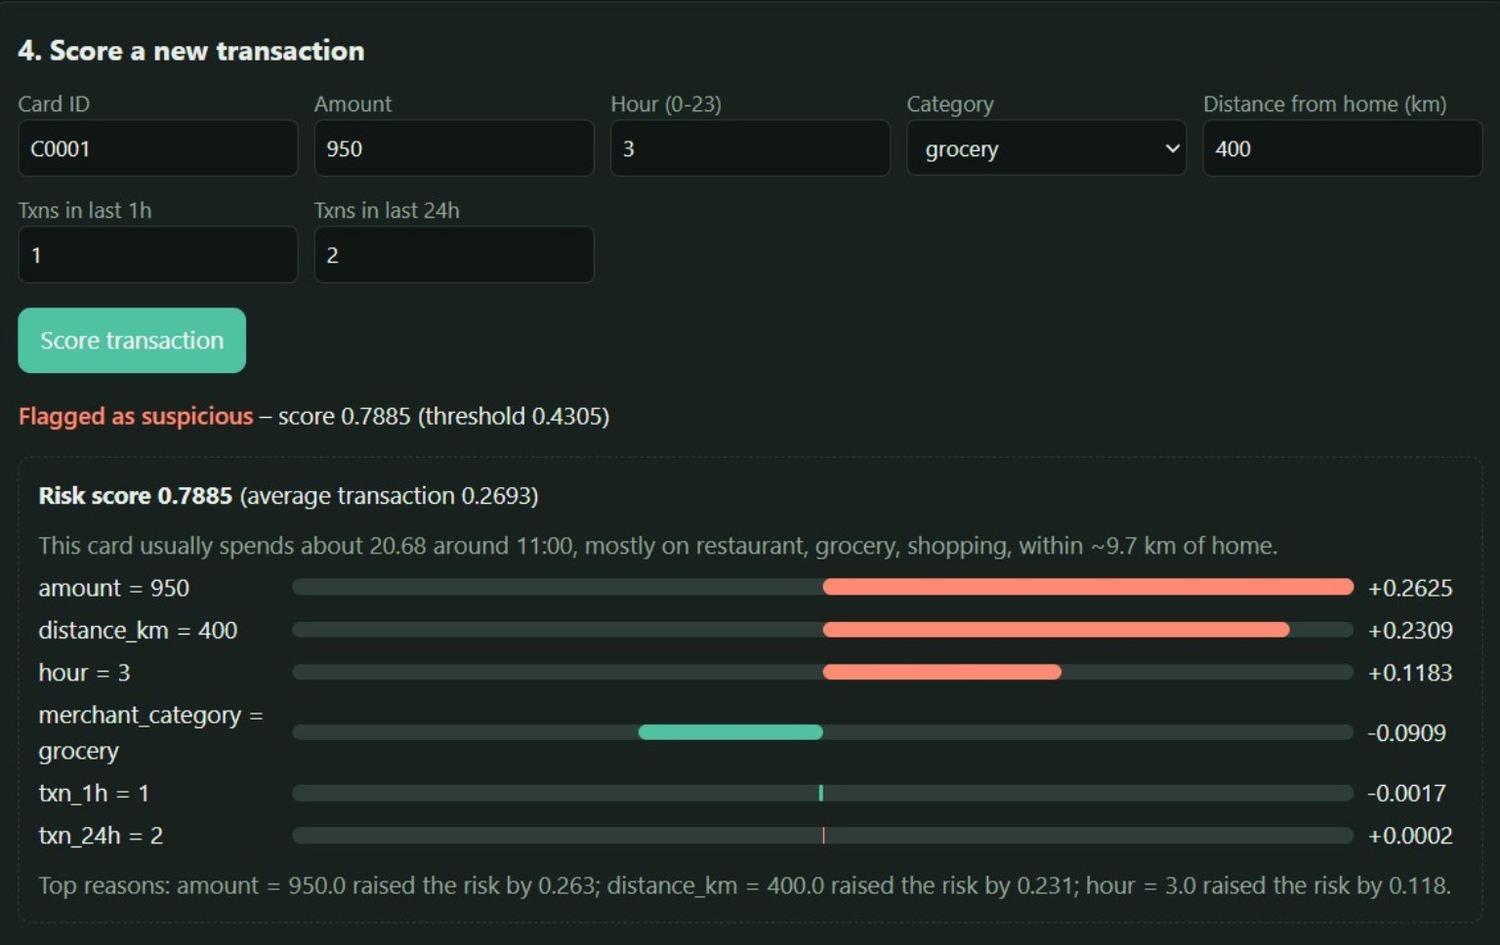 4. Score a new transaction
Card ID
Amount
Hour (0-23)
Category
Distance from home (km)
C0001
950
3
grocery
400
Txns in last 1h
Txns in last 24h
1
2
Score transaction
Flagged as suspicious – score 0.7885 (threshold 0.4305)
Risk score 0.7885 (average transaction 0.2693)
This card usually spends about 20.68 around 11:00, mostly on restaurant, grocery, shopping, within ~9.7 km of home.
amount = 950 +0.2625
distance_km = 400 +0.2309
hour = 3 +0.1183
merchant_category =
grocery -0.0909
txn_1h = 1 -0.0017
txn_24h = 2 +0.0002
Top reasons: amount = 950.0 raised the risk by 0.263; distance_km = 400.0 raised the risk by 0.231; hour = 3.0 raised the risk by 0.118.